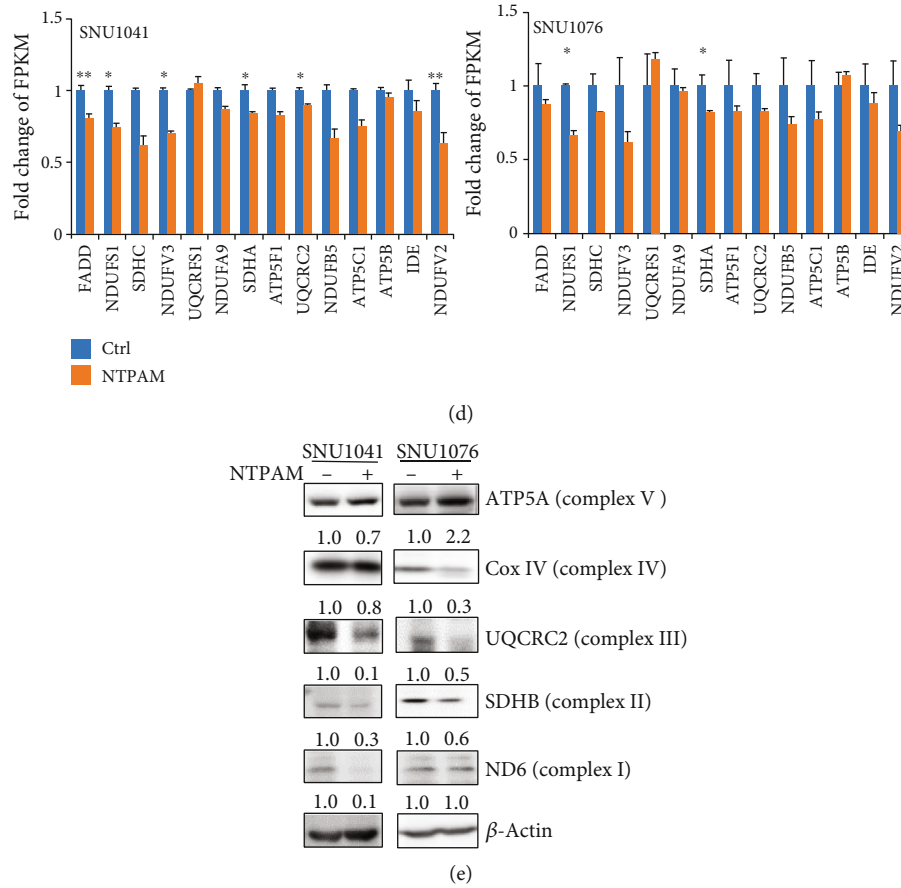 SNU1041
Fold change of FPKM
1.5
1
0.5
0
** * * * * **
FADD
NDUFS1
SDHC
NDUFV3
UQCRFS1
NDUFA9
SDHA
ATP5F1
UQCRC2
NDUFB5
ATP5C1
ATP5B
IDE
NDUFV2
SNU1076
Fold change of FPKM
1.5
1
0.5
0
* *
FADD
NDUFS1
SDHC
NDUFV3
UQCRFS1
NDUFA9
SDHA
ATP5F1
UQCRC2
NDUFB5
ATP5C1
ATP5B
IDE
NDUFV2
Ctrl
NTPAM
(d)
SNU1041 SNU1076
NTPAM – + – +
ATP5A (complex V )
1.0 0.7 1.0 2.2
Cox IV (complex IV)
1.0 0.8 1.0 0.3
UQCRC2 (complex III)
1.0 0.1 1.0 0.5
SDHB (complex II)
1.0 0.3 1.0 0.6
ND6 (complex I)
1.0 0.1 1.0 1.0
β-Actin
(e)